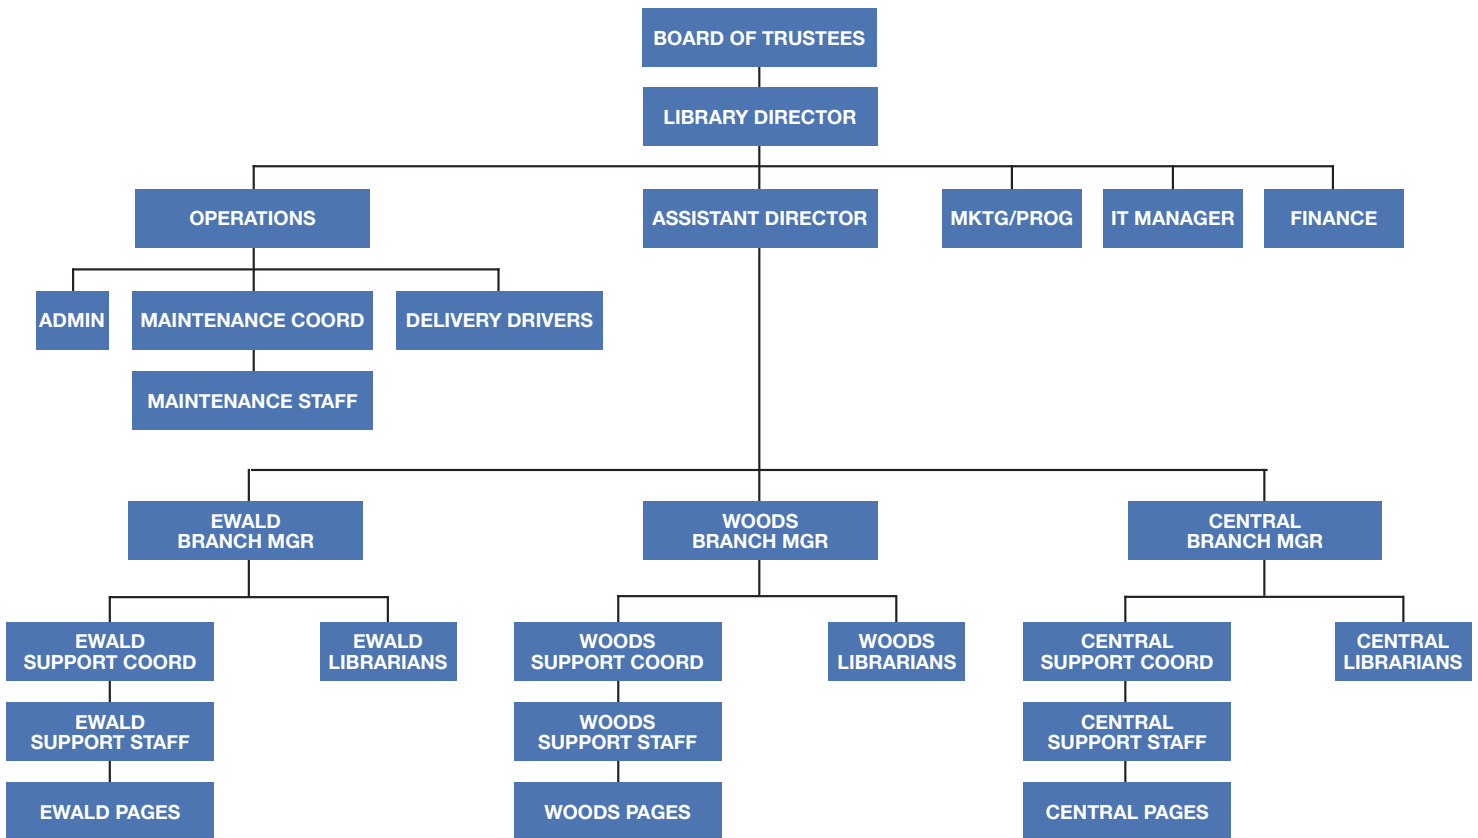 BOARD OF TRUSTEES
LIBRARY DIRECTOR
OPERATIONS
ASSISTANT DIRECTOR
MKTG/PROG
IT MANAGER
FINANCE
ADMIN
MAINTENANCE COORD
DELIVERY DRIVERS
MAINTENANCE STAFF
EWALD
BRANCH MGR
WOODS
BRANCH MGR
CENTRAL
BRANCH MGR
EWALD
SUPPORT COORD
EWALD
LIBRARIANS
WOODS
SUPPORT COORD
WOODS
LIBRARIANS
CENTRAL
SUPPORT COORD
CENTRAL
LIBRARIANS
EWALD
SUPPORT STAFF
WOODS
SUPPORT STAFF
CENTRAL
SUPPORT STAFF
EWALD PAGES
WOODS PAGES
CENTRAL PAGES